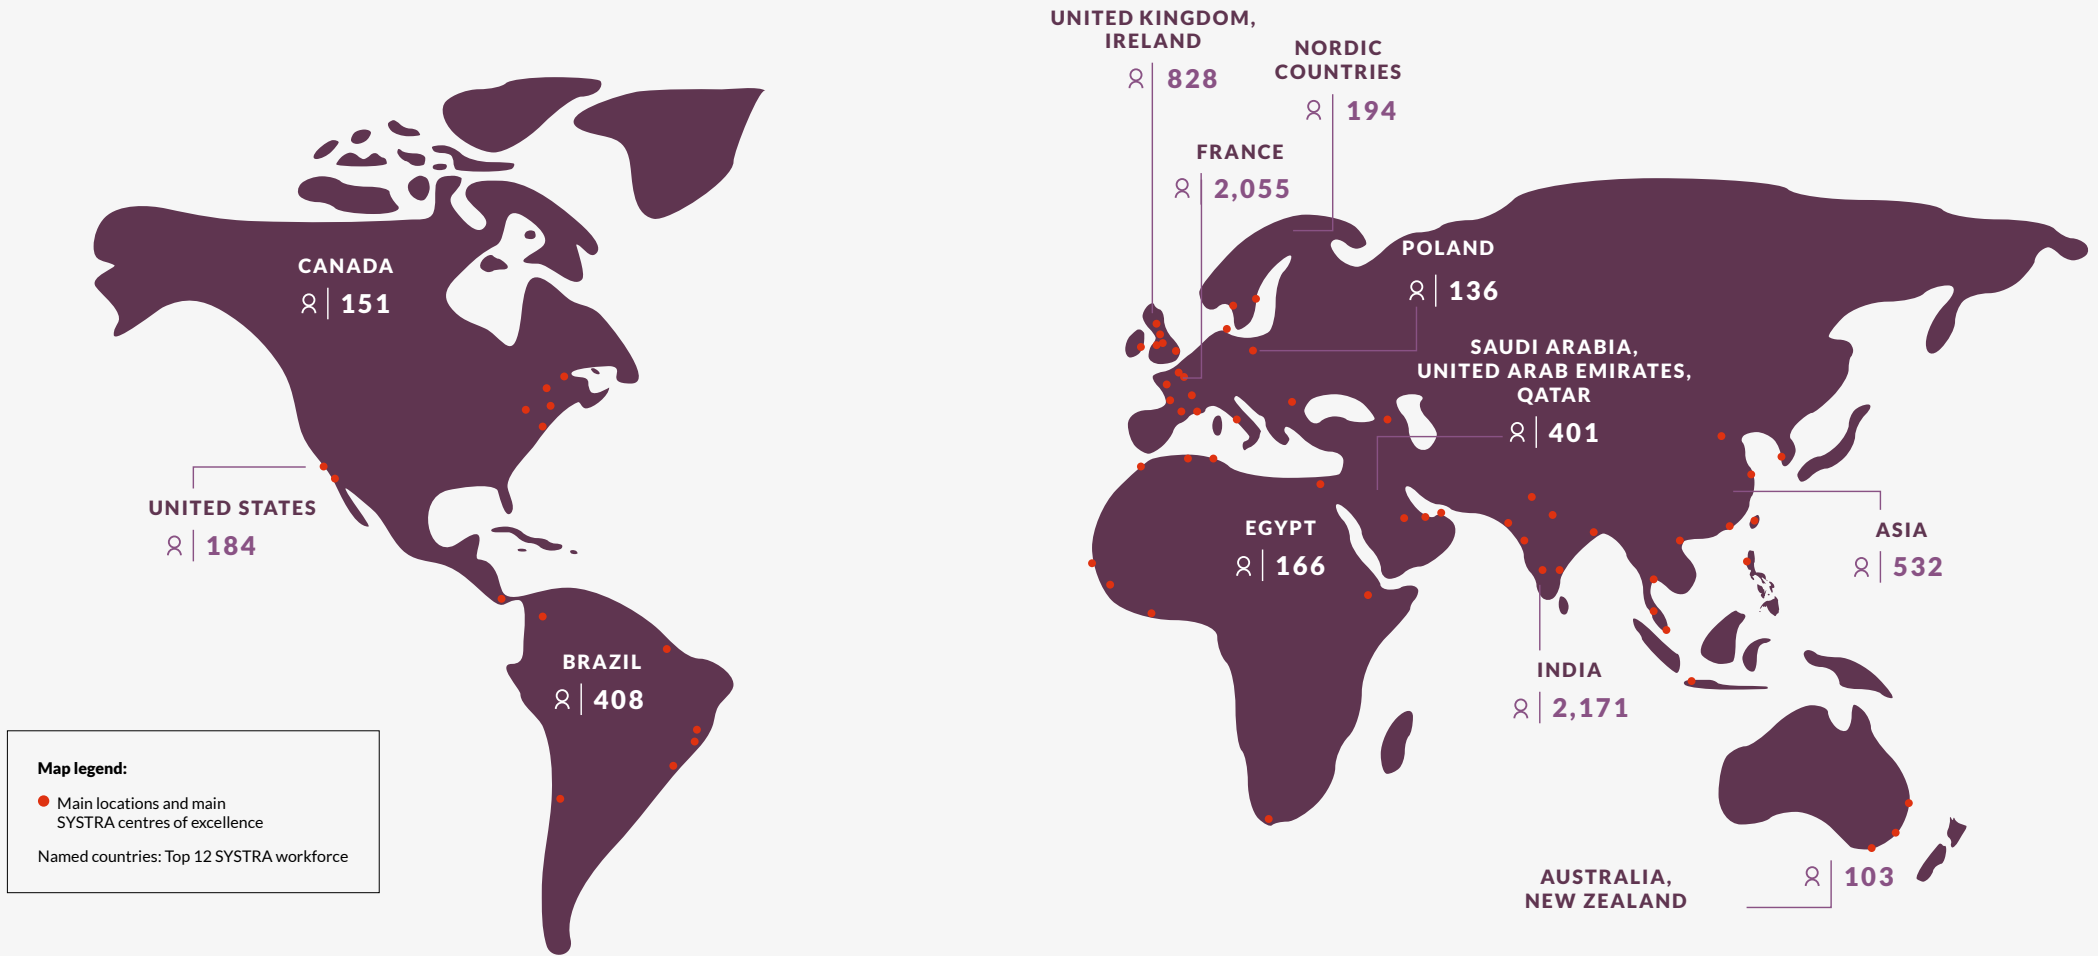 UNITED KINGDOM,
IRELAND
828
NORDIC
COUNTRIES
194
FRANCE
2,055
POLAND
136
CANADA
151
SAUDI ARABIA,
UNITED ARAB EMIRATES,
QATAR
401
UNITED STATES
184
EGYPT
166
ASIA
532
BRAZIL
408
INDIA
2,171
Map legend:
Main locations and main
SYSTRA centres of excellence
Named countries: Top 12 SYSTRA workforce
AUSTRALIA,
NEW ZEALAND
103